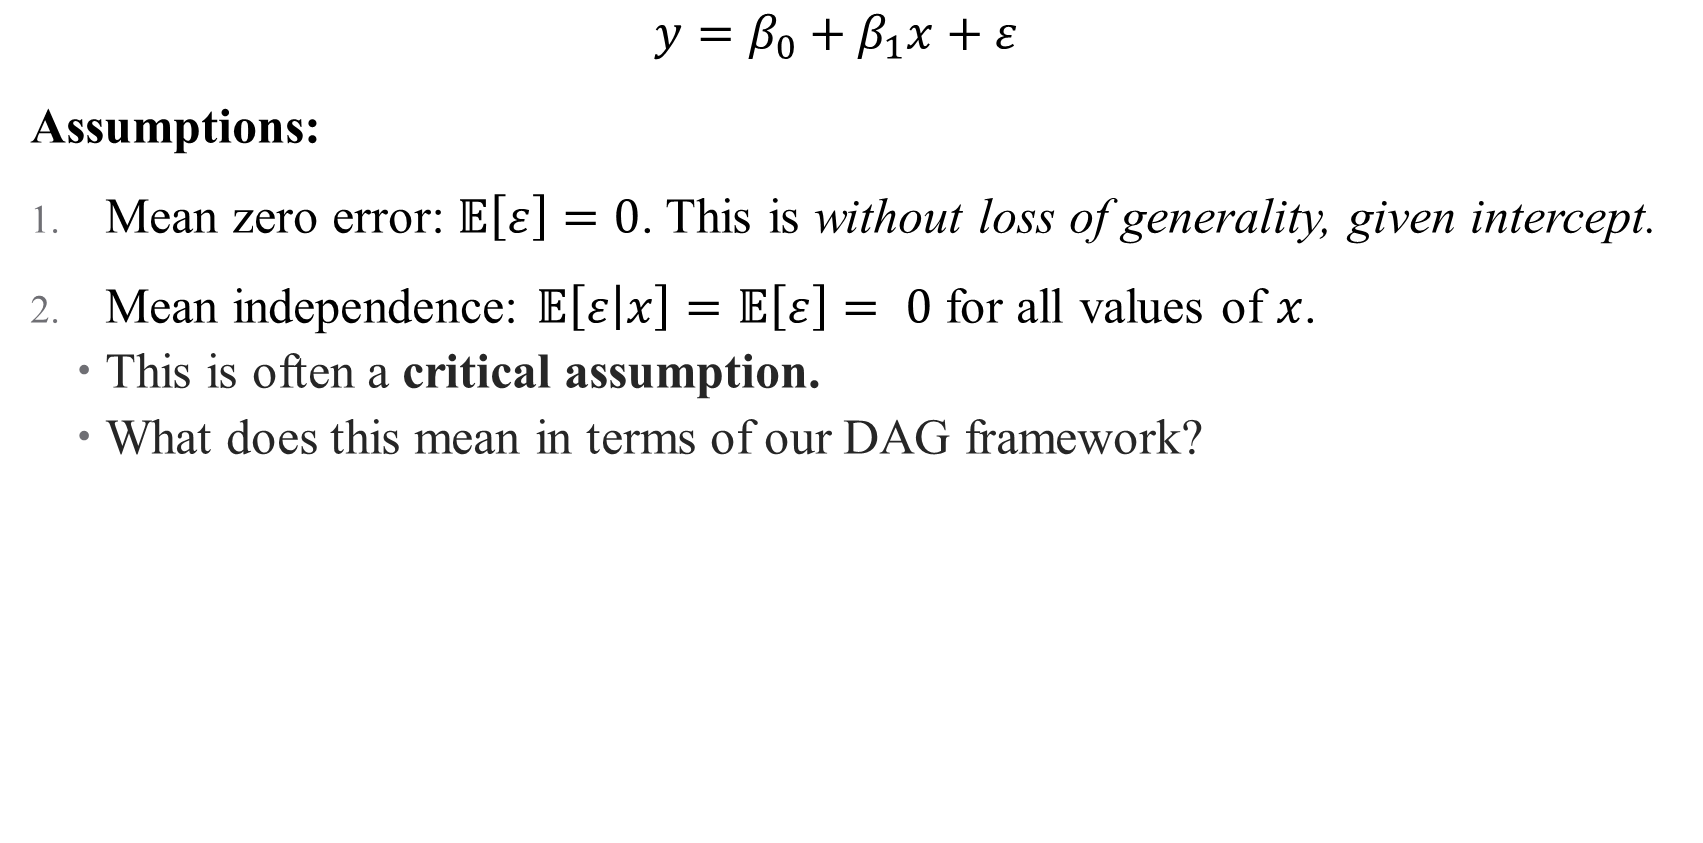 y = β₀ + β₁x + ε
Assumptions:
1. Mean zero error: 𝔼[ε] = 0. This is without loss of generality, given intercept.
2. Mean independence: 𝔼[ε|x] = 𝔼[ε] = 0 for all values of x.
• This is often a critical assumption.
• What does this mean in terms of our DAG framework?